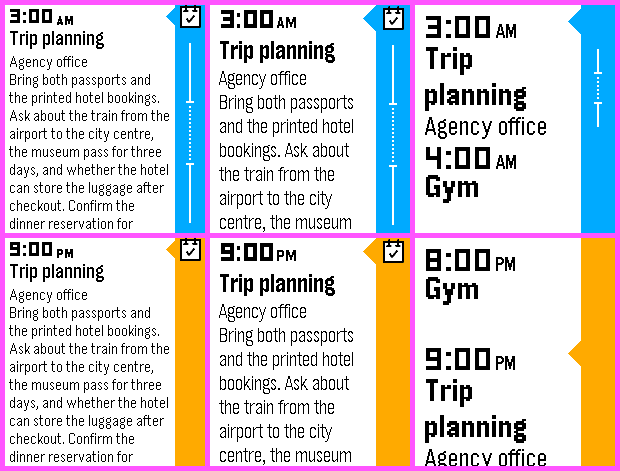 3:00 AM
Trip planning
Agency office
Bring both passports and
the printed hotel bookings.
Ask about the train from the
airport to the city centre,
the museum pass for three
days, and whether the hotel
can store the luggage after
checkout. Confirm the
dinner reservation for
3:00 AM
Trip planning
Agency office
Bring both passports
and the printed hotel
bookings. Ask about
the train from the
airport to the city
centre, the museum
3:00 AM
Trip
planning
Agency office
4:00 AM
Gym
9:00 PM
Trip planning
Agency office
Bring both passports and
the printed hotel bookings.
Ask about the train from the
airport to the city centre,
the museum pass for three
days, and whether the hotel
can store the luggage after
checkout. Confirm the
dinner reservation for
9:00 PM
Trip planning
Agency office
Bring both passports
and the printed hotel
bookings. Ask about
the train from the
airport to the city
centre, the museum
8:00 PM
Gym
9:00 PM
Trip
planning
Agency office